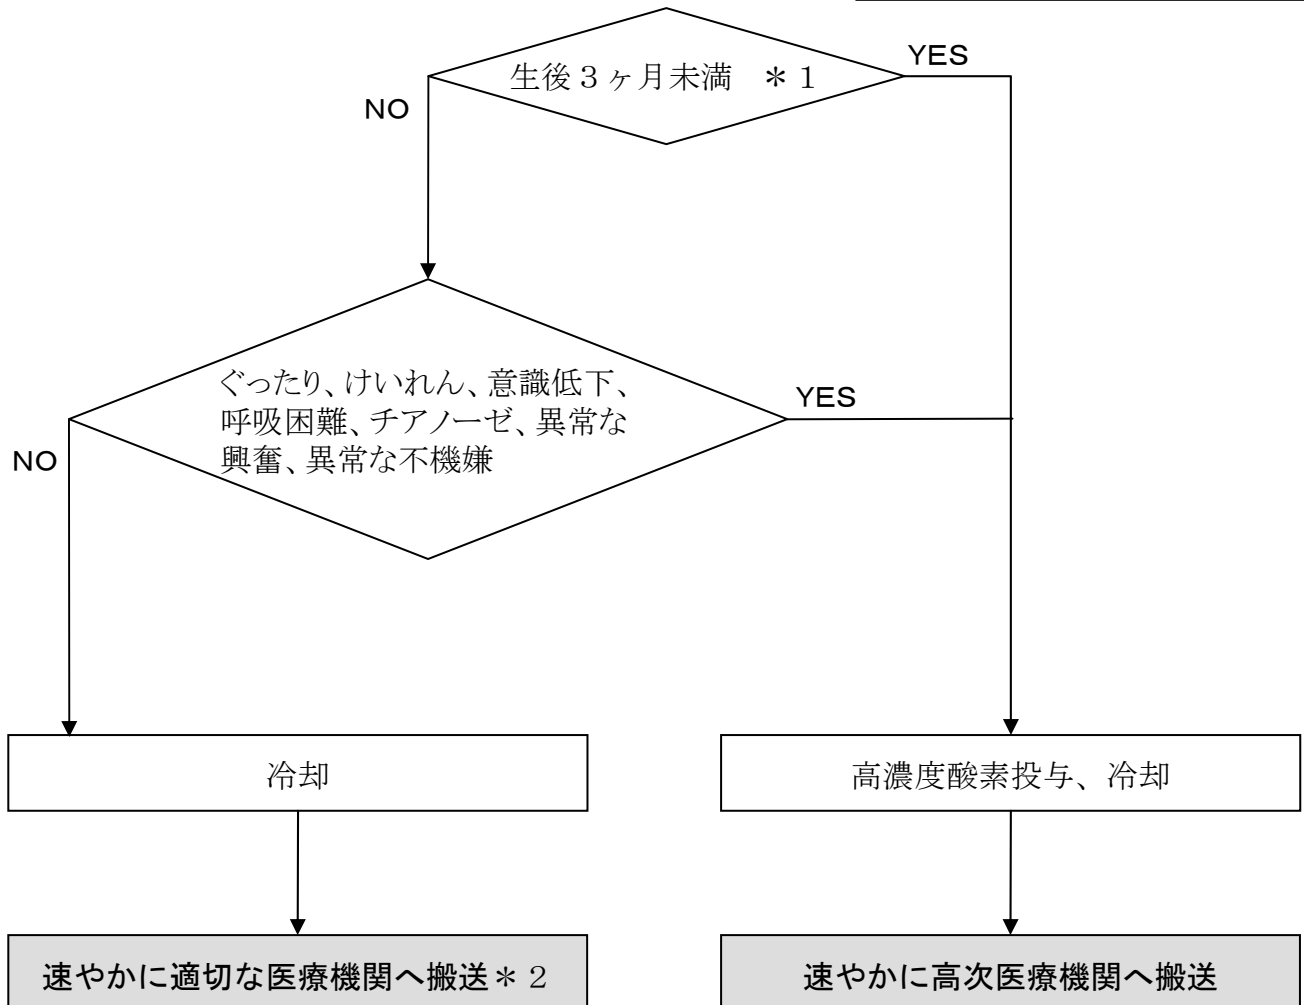 生後３ヶ月未満　＊１
YES
NO
ぐったり、けいれん、意識低下、
呼吸困難、チアノーゼ、異常な
興奮、異常な不機嫌
YES
NO
冷却
高濃度酸素投与、冷却
速やかに適切な医療機関へ搬送＊２
速やかに高次医療機関へ搬送